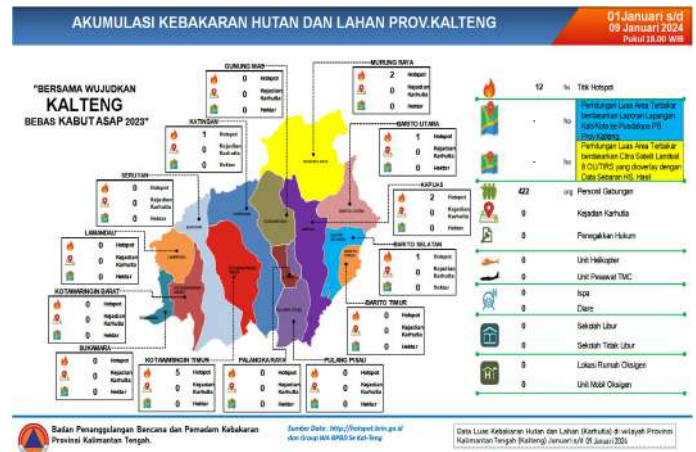 AKUMULASI KEBAKARAN HUTAN DAN LAHAN PROV.KALTENG
01Januari s/d
09 Januari 2024
Pukul 18.00 WIB
"BERSAMA WUJUDKAN
KALTENG
BEBAS KABUT ASAP 2023"
GUNUNG MAS
0 Hotspot
0 Kejadian Karhutla
0 Hektar
MURUNG RAYA
2 Hotspot
0 Kejadian Karhutla
0 Hektar
KATINGAN
1 Hotspot
0 Kejadian Karhutla
0 Hektar
BARITO UTARA
1 Hotspot
0 Kejadian Karhutla
0 Hektar
SERUYAN
0 Hotspot
0 Kejadian Karhutla
0 Hektar
KAPUAS
2 Hotspot
0 Kejadian Karhutla
0 Hektar
LAMANDAU
0 Hotspot
0 Kejadian Karhutla
0 Hektar
BARITO SELATAN
1 Hotspot
0 Kejadian Karhutla
0 Hektar
KOTAWARINGIN BARAT
0 Hotspot
0 Kejadian Karhutla
0 Hektar
BARITO TIMUR
0 Hotspot
0 Kejadian Karhutla
0 Hektar
SUKAMARA
0 Hotspot
0 Kejadian Karhutla
0 Hektar
KOTAWARINGIN TIMUR
5 Hotspot
0 Kejadian Karhutla
0 Hektar
PALANGKA RAYA
0 Hotspot
0 Kejadian Karhutla
0 Hektar
PULANG PISAU
0 Hotspot
0 Kejadian Karhutla
0 Hektar
12 Titik Hotspot
- Ha Perhitungan Luas Area Terbakar
berdasarkan Laporan Lapangan
Kab/Kota ke Pusdalops PB
Prov.Kalteng.
- Ha Perhitungan Luas Area Terbakar
berdasarkan Citra Satelit Landsat
8 OLI/TIRS yang dioverlay dengan
Data Sebaran HS, Hasil
422 org Personil Gabungan
0 Kejadian Karhutla
0 Penegakkan Hukum
0 Unit Helikopter
0 Unit Pesawat TMC
0 Ispa
0 Diare
0 Sekolah Libur
0 Sekolah Tidak Libur
0 Lokasi Rumah Oksigen
0 Unit Mobil Oksigen
Badan Penanggulangan Bencana dan Pemadam Kebakaran
Provinsi Kalimantan Tengah.
Sumber Data : http://hotspot.brin.go.id
dan Group WA BPBD Se Kal-Teng
Data Luas Kebakaran Hutan dan Lahan (Karhutla) di wilayah Provinsi
Kalimantan Tengah (Kalteng) Januari s/d 09 Januari 2024